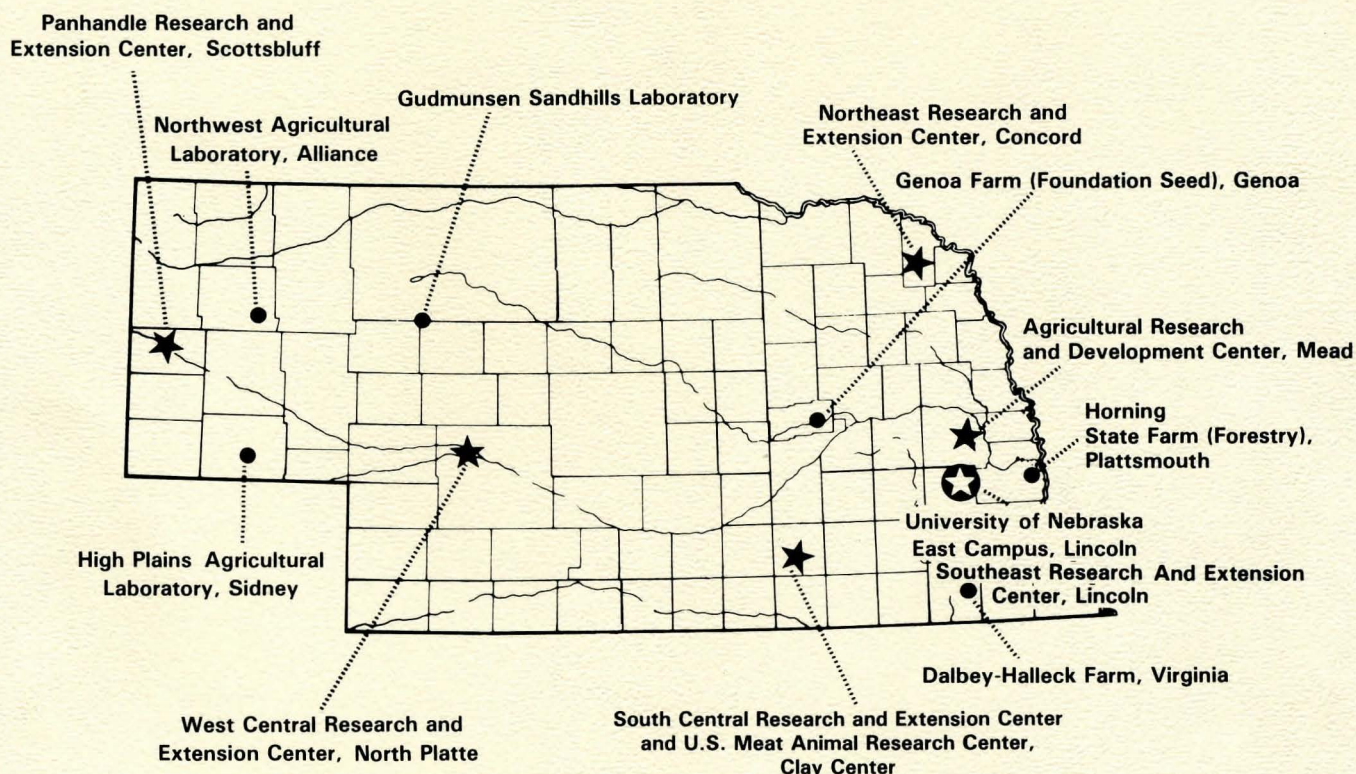 Panhandle Research and
Extension Center, Scottsbluff
Gudmunsen Sandhills Laboratory
Northwest Agricultural
Laboratory, Alliance
Northeast Research and
Extension Center, Concord
Genoa Farm (Foundation Seed), Genoa
Agricultural Research
and Development Center, Mead
Horning
State Farm (Forestry),
Plattsmouth
University of Nebraska
East Campus, Lincoln
Southeast Research And Extension
Center, Lincoln
High Plains Agricultural
Laboratory, Sidney
Dalbey-Halleck Farm, Virginia
West Central Research and
Extension Center, North Platte
South Central Research and Extension Center
and U.S. Meat Animal Research Center,
Clay Center